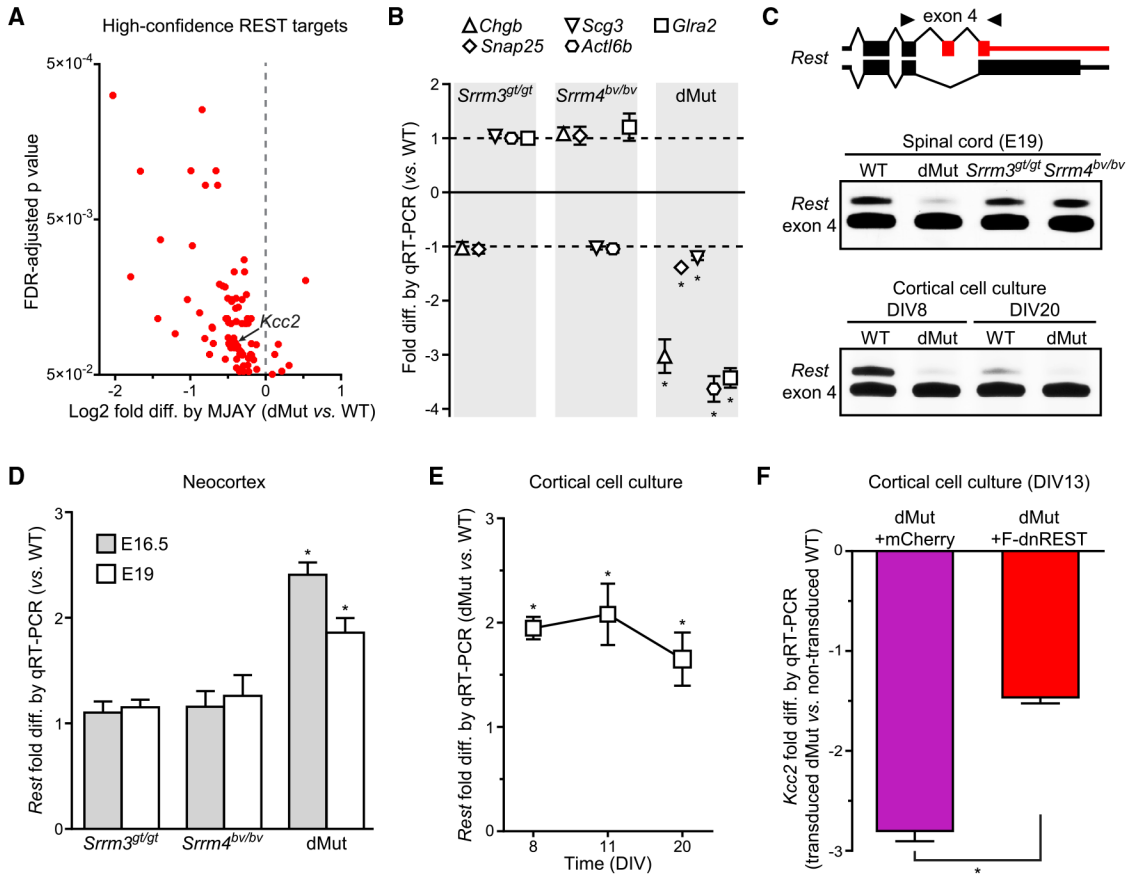 A
High-confidence REST targets
FDR-adjusted p value
5×10⁻⁴
5×10⁻³
5×10⁻²
Kcc2
-2
-1
0
1
Log2 fold diff. by MJAY (dMut vs. WT)
B
Chgb
Scg3
Glra2
Snap25
Actl6b
Fold diff. by qRT-PCR (vs. WT)
2
1
0
-1
-2
-3
-4
Srrm3gt/gt
Srrm4bv/bv
dMut
*
*
*
*
*
C
exon 4
Rest
Spinal cord (E19)
WT
dMut
Srrm3gt/gt
Srrm4bv/bv
Rest
exon 4
Cortical cell culture
DIV8
DIV20
WT
dMut
WT
dMut
Rest
exon 4
D
Neocortex
Rest fold diff. by qRT-PCR (vs. WT)
3
2
1
0
E16.5
E19
*
*
Srrm3gt/gt
Srrm4bv/bv
dMut
E
Cortical cell culture
Rest fold diff. by qRT-PCR (dMut vs. WT)
3
2
1
0
*
*
*
8
11
20
Time (DIV)
F
Cortical cell culture (DIV13)
dMut
+mCherry
dMut
+F-dnREST
Kcc2 fold diff. by qRT-PCR
(transduced dMut vs. non-transduced WT)
0
-1
-2
-3
*